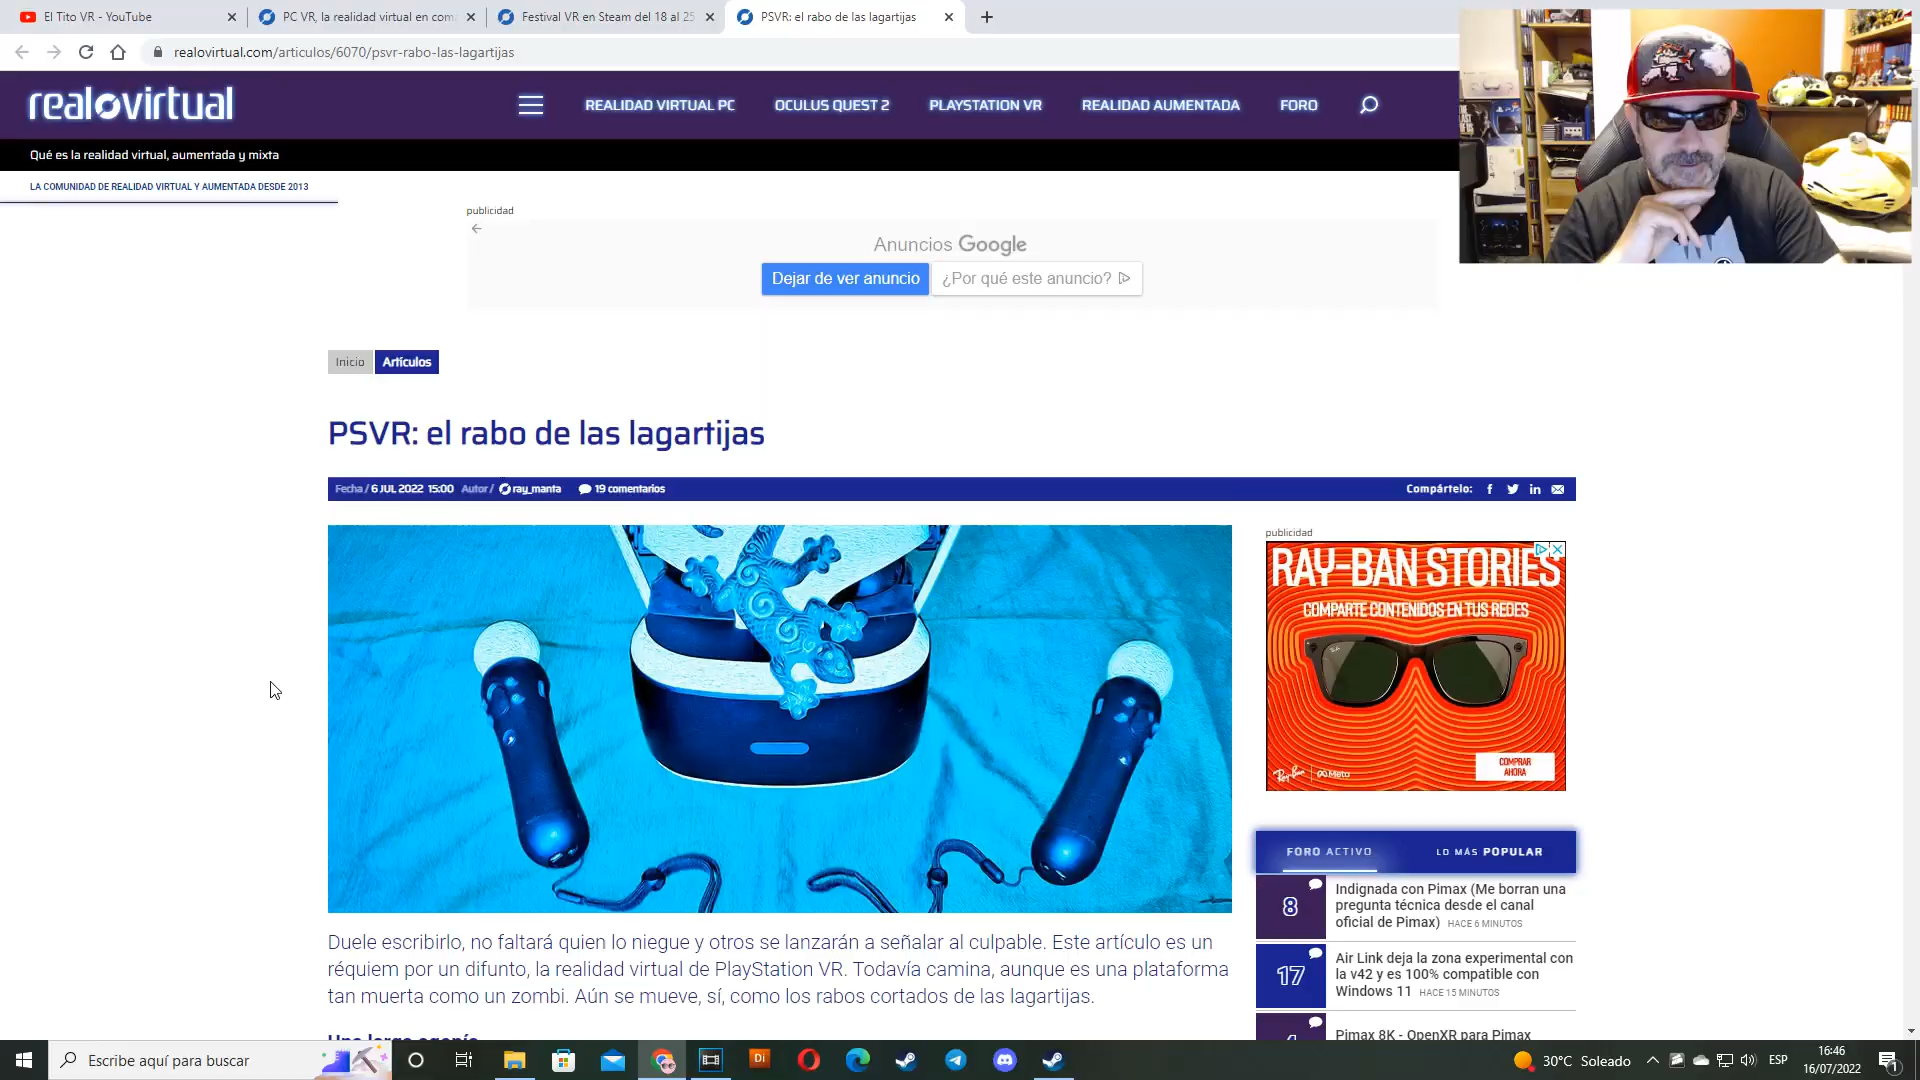 El Tito VR - YouTube
PC VR, la realidad virtual en com
Festival VR en Steam del 18 al 25
PSVR: el rabo de las lagartijas
realovirtual.com/articulos/6070/psvr-rabo-las-lagartijas
realovirtual
REALIDAD VIRTUAL PC
OCULUS QUEST 2
PLAYSTATION VR
REALIDAD AUMENTADA
FORO
Qué es la realidad virtual, aumentada y mixta
LA COMUNIDAD DE REALIDAD VIRTUAL Y AUMENTADA DESDE 2013
publicidad
Anuncios Google
Dejar de ver anuncio
¿Por qué este anuncio?
Inicio
Artículos
PSVR: el rabo de las lagartijas
Fecha / 6 JUL 2022 15:00 Autor / ray_manta 19 comentarios
Compártelo:
Duele escribirlo, no faltará quien lo niegue y otros se lanzarán a señalar al culpable. Este artículo es un
réquiem por un difunto, la realidad virtual de PlayStation VR. Todavía camina, aunque es una plataforma
tan muerta como un zombi. Aún se mueve, sí, como los rabos cortados de las lagartijas.
Una larga agonía
publicidad
RAY-BAN STORIES
COMPARTE CONTENIDOS EN TUS REDES
Ray-Ban
Meta
COMPRAR
AHORA
FORO ACTIVO
LO MÁS POPULAR
8
Indignada con Pimax (Me borran una
pregunta técnica desde el canal
oficial de Pimax) HACE 6 MINUTOS
17
Air Link deja la zona experimental con
la v42 y es 100% compatible con
Windows 11 HACE 15 MINUTOS
Pimax 8K - OpenXR para Pimax
Escribe aquí para buscar
Di
30°C Soleado
ESP
16:46
16/07/2022
1